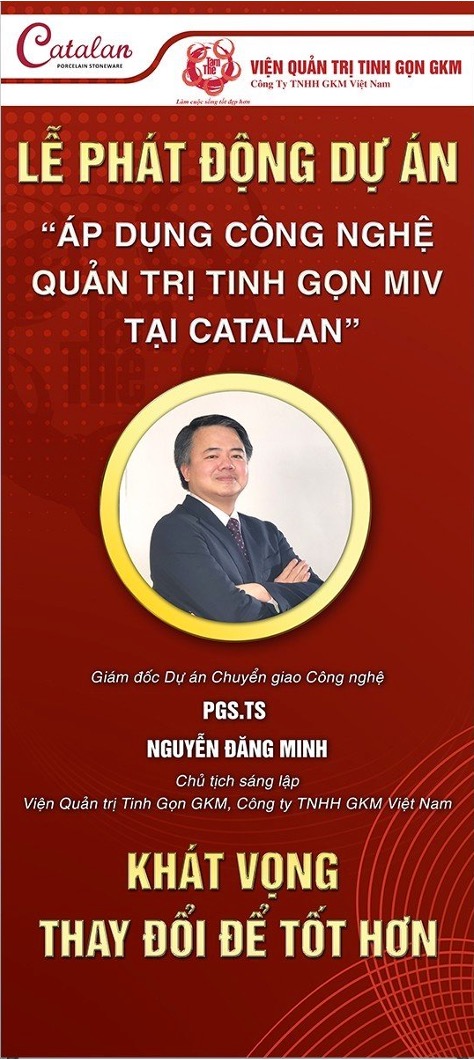 Catalan
PORCELAIN STONEWARE
Tâm
Thế
Làm cuộc sống tốt đẹp hơn
VIỆN QUẢN TRỊ TINH GỌN GKM
Công Ty TNHH GKM Việt Nam
LỄ PHÁT ĐỘNG DỰ ÁN
“ÁP DỤNG CÔNG NGHỆ
QUẢN TRỊ TINH GỌN MIV
TẠI CATALAN”
Giám đốc Dự án Chuyển giao Công nghệ
PGS.TS
NGUYỄN ĐĂNG MINH
Chủ tịch sáng lập
Viện Quản trị Tinh Gọn GKM, Công ty TNHH GKM Việt Nam
KHÁT VỌNG
THAY ĐỔI ĐỂ TỐT HƠN